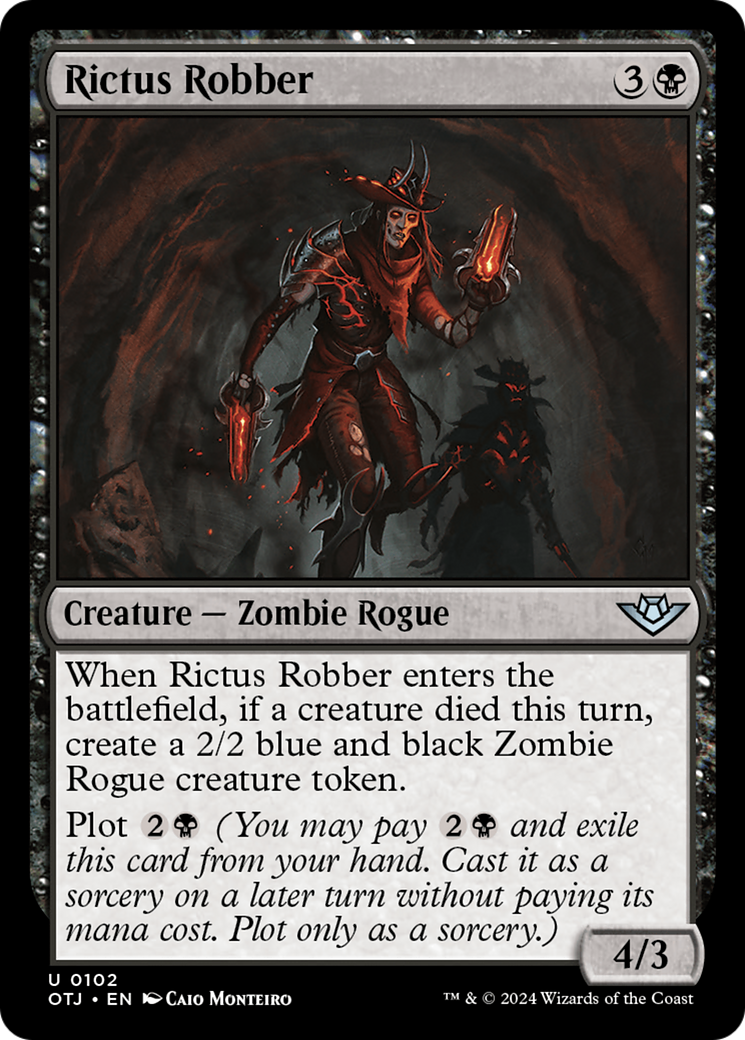 Rictus Robber 3
Creature — Zombie Rogue
When Rictus Robber enters the
battlefield, if a creature died this turn,
create a 2/2 blue and black Zombie
Rogue creature token.
Plot 2 (You may pay 2 and exile
this card from your hand. Cast it as a
sorcery on a later turn without paying its
mana cost. Plot only as a sorcery.)
4/3
U 0102
OTJ • EN Caio Monteiro ™ & © 2024 Wizards of the Coast